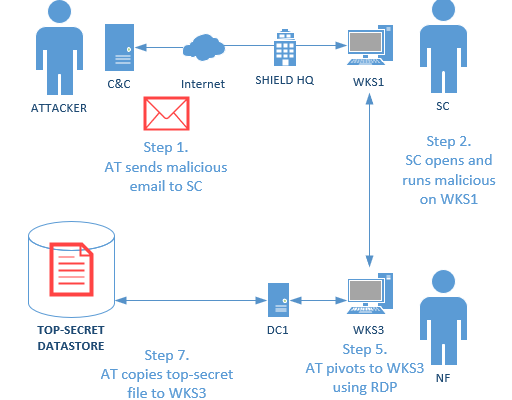 ATTACKER
C&C
Internet
SHIELD HQ
WKS1
SC
Step 1.
AT sends malicious
email to SC
Step 2.
SC opens and
runs malicious
on WKS1
TOP-SECRET
DATASTORE
DC1
WKS3
NF
Step 7.
AT copies top-secret
file to WKS3
Step 5.
AT pivots to WKS3
using RDP